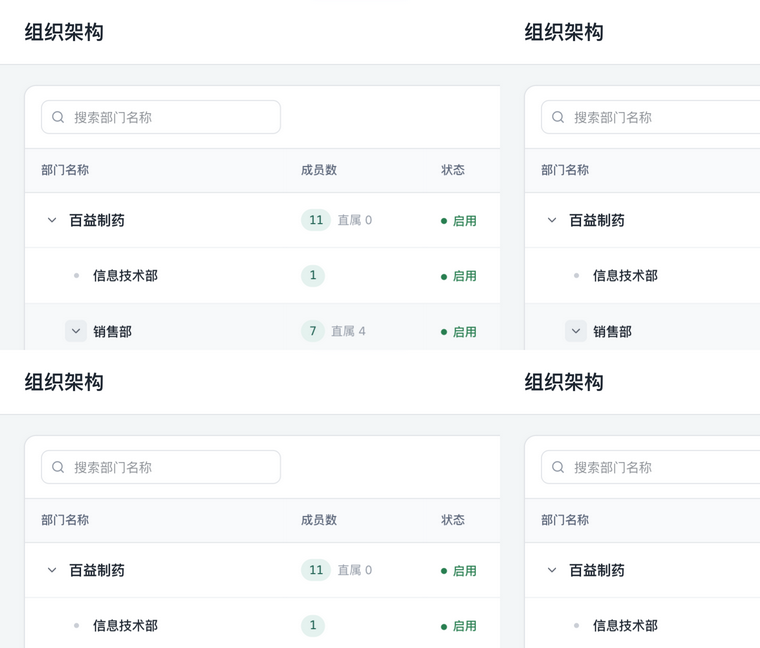 组织架构 组织架构
搜索部门名称 搜索部门名称
部门名称 成员数 状态 部门名称
百益制药 11 直属 0 启用 百益制药
信息技术部 1 启用 信息技术部
销售部 7 直属 4 启用 销售部
组织架构 组织架构
搜索部门名称 搜索部门名称
部门名称 成员数 状态 部门名称
百益制药 11 直属 0 启用 百益制药
信息技术部 1 启用 信息技术部